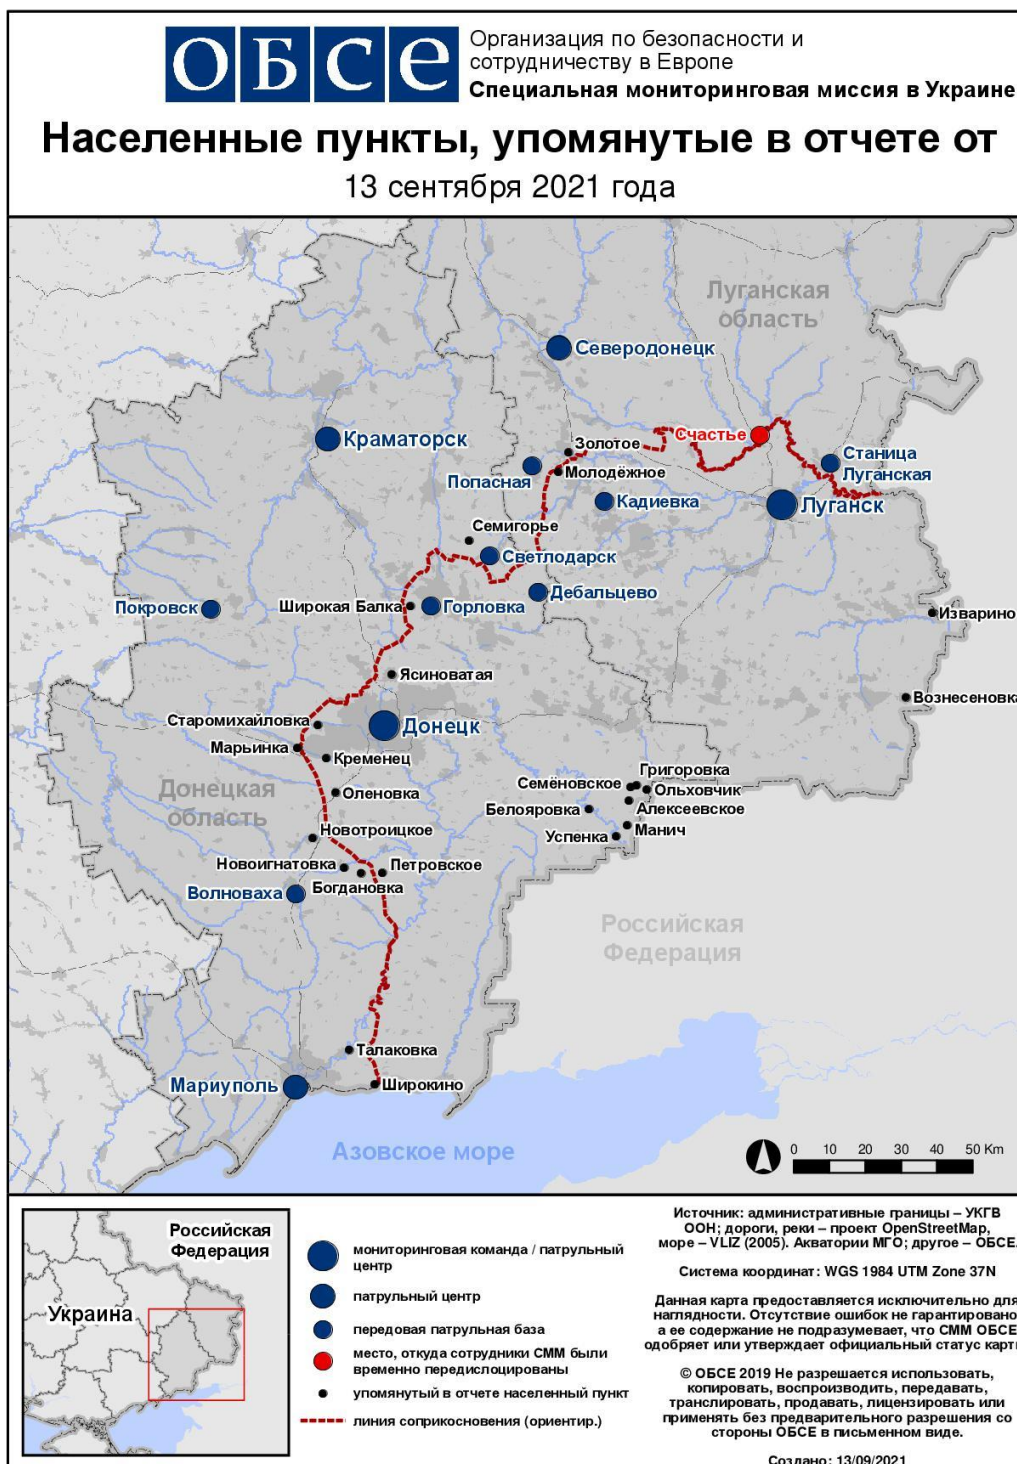 ОБСЕ
Организация по безопасности и
сотрудничеству в Европе
Специальная мониторинговая миссия в Украине
Населенные пункты, упомянутые в отчете от
13 сентября 2021 года
Луганская
область
Северодонецк
Краматорск
Счастье
Золотое
Станица
Луганская
Попасная
Молодёжное
Кадиевка
Луганск
Семигорье
Светлодарск
Дебальцево
Покровск
Широкая Балка
Горловка
Изварино
Ясиноватая
Вознесеновка
Старомихайловка
Донецк
Марьинка
Кременец
Григоровка
Семёновское
Ольховчик
Донецкая
область
Оленовка
Белояровка
Алексеевское
Новотроицкое
Успенка
Манич
Новоигнатовка
Петровское
Богдановка
Волноваха
Российская
Федерация
Талаковка
Мариуполь
Широкино
Азовское море
0 10 20 30 40 50 Km
Российская
Федерация
Украина
мониторинговая команда / патрульный
центр
патрульный центр
передовая патрульная база
место, откуда сотрудники СММ были
временно передислоцированы
упомянутый в отчете населенный пункт
линия соприкосновения (ориентир.)
Источник: административные границы – УКГВ
ООН; дороги, реки – проект OpenStreetMap,
море – VLIZ (2005). Акватории МГО; другое – ОБСЕ.
Система координат: WGS 1984 UTM Zone 37N
Данная карта предоставляется исключительно для
наглядности. Отсутствие ошибок не гарантировано,
а ее содержание не подразумевает, что СММ ОБСЕ
одобряет или утверждает официальный статус карты
© ОБСЕ 2019 Не разрешается использовать,
копировать, воспроизводить, передавать,
транслировать, продавать, лицензировать или
применять без предварительного разрешения со
стороны ОБСЕ в письменном виде.
Создано: 13/09/2021